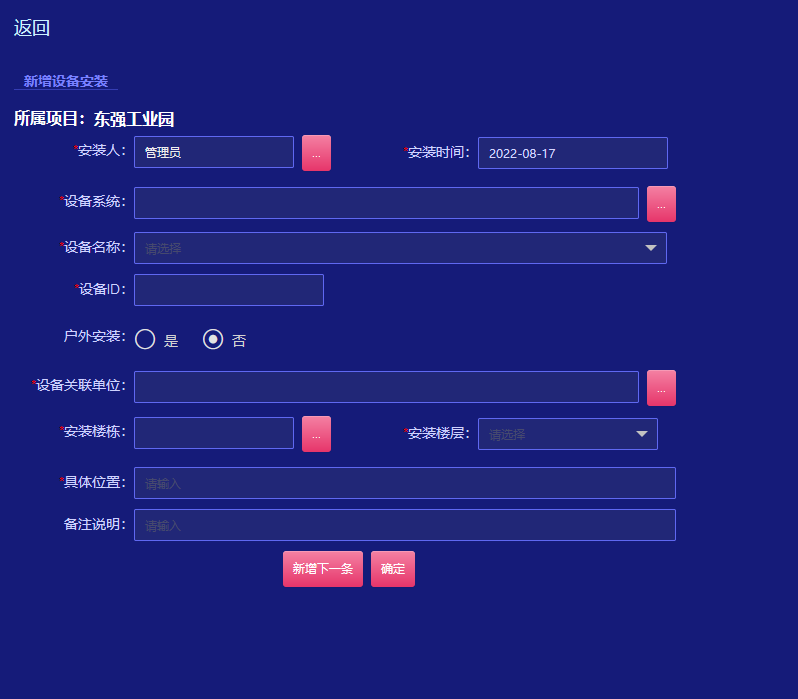 返回
新增设备安装
所属项目：东强工业园
*安装人： 管理员 ... *安装时间： 2022-08-17
*设备系统： ...
*设备名称： 请选择
*设备ID：
户外安装： 是 否
*设备关联单位： ...
*安装楼栋： ... *安装楼层： 请选择
*具体位置： 请输入
备注说明： 请输入
新增下一条 确定